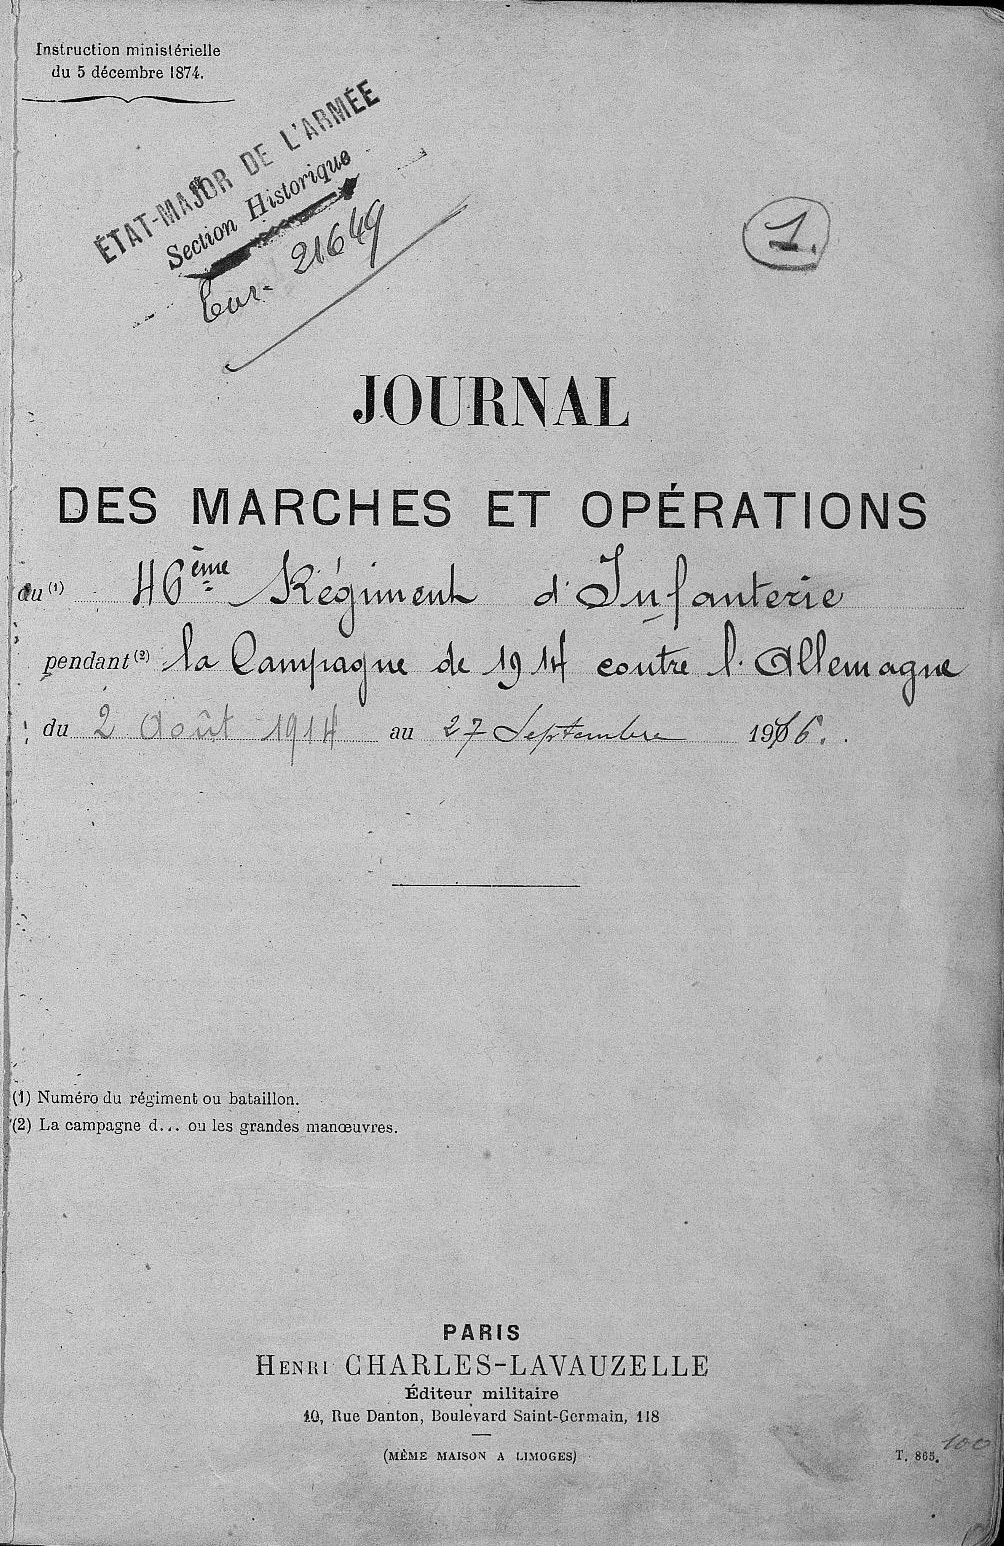 Instruction ministérielle
du 5 décembre 1874.
ÉTAT-MAJOR DE L'ARMÉE
Section Historique
21649
1.
JOURNAL
DES MARCHES ET OPÉRATIONS
du (1) 46ème Régiment d'Infanterie
pendant (2) la Campagne de 1914 contre l'Allemagne
du 2 Août 1914 au 27 Septembre 1916.
(1) Numéro du régiment ou bataillon.
(2) La campagne d... ou les grandes manœuvres.
PARIS
HENRI CHARLES-LAVAUZELLE
Éditeur militaire
10, Rue Danton, Boulevard Saint-Germain, 118
(MÊME MAISON A LIMOGES)
T. 865.
100